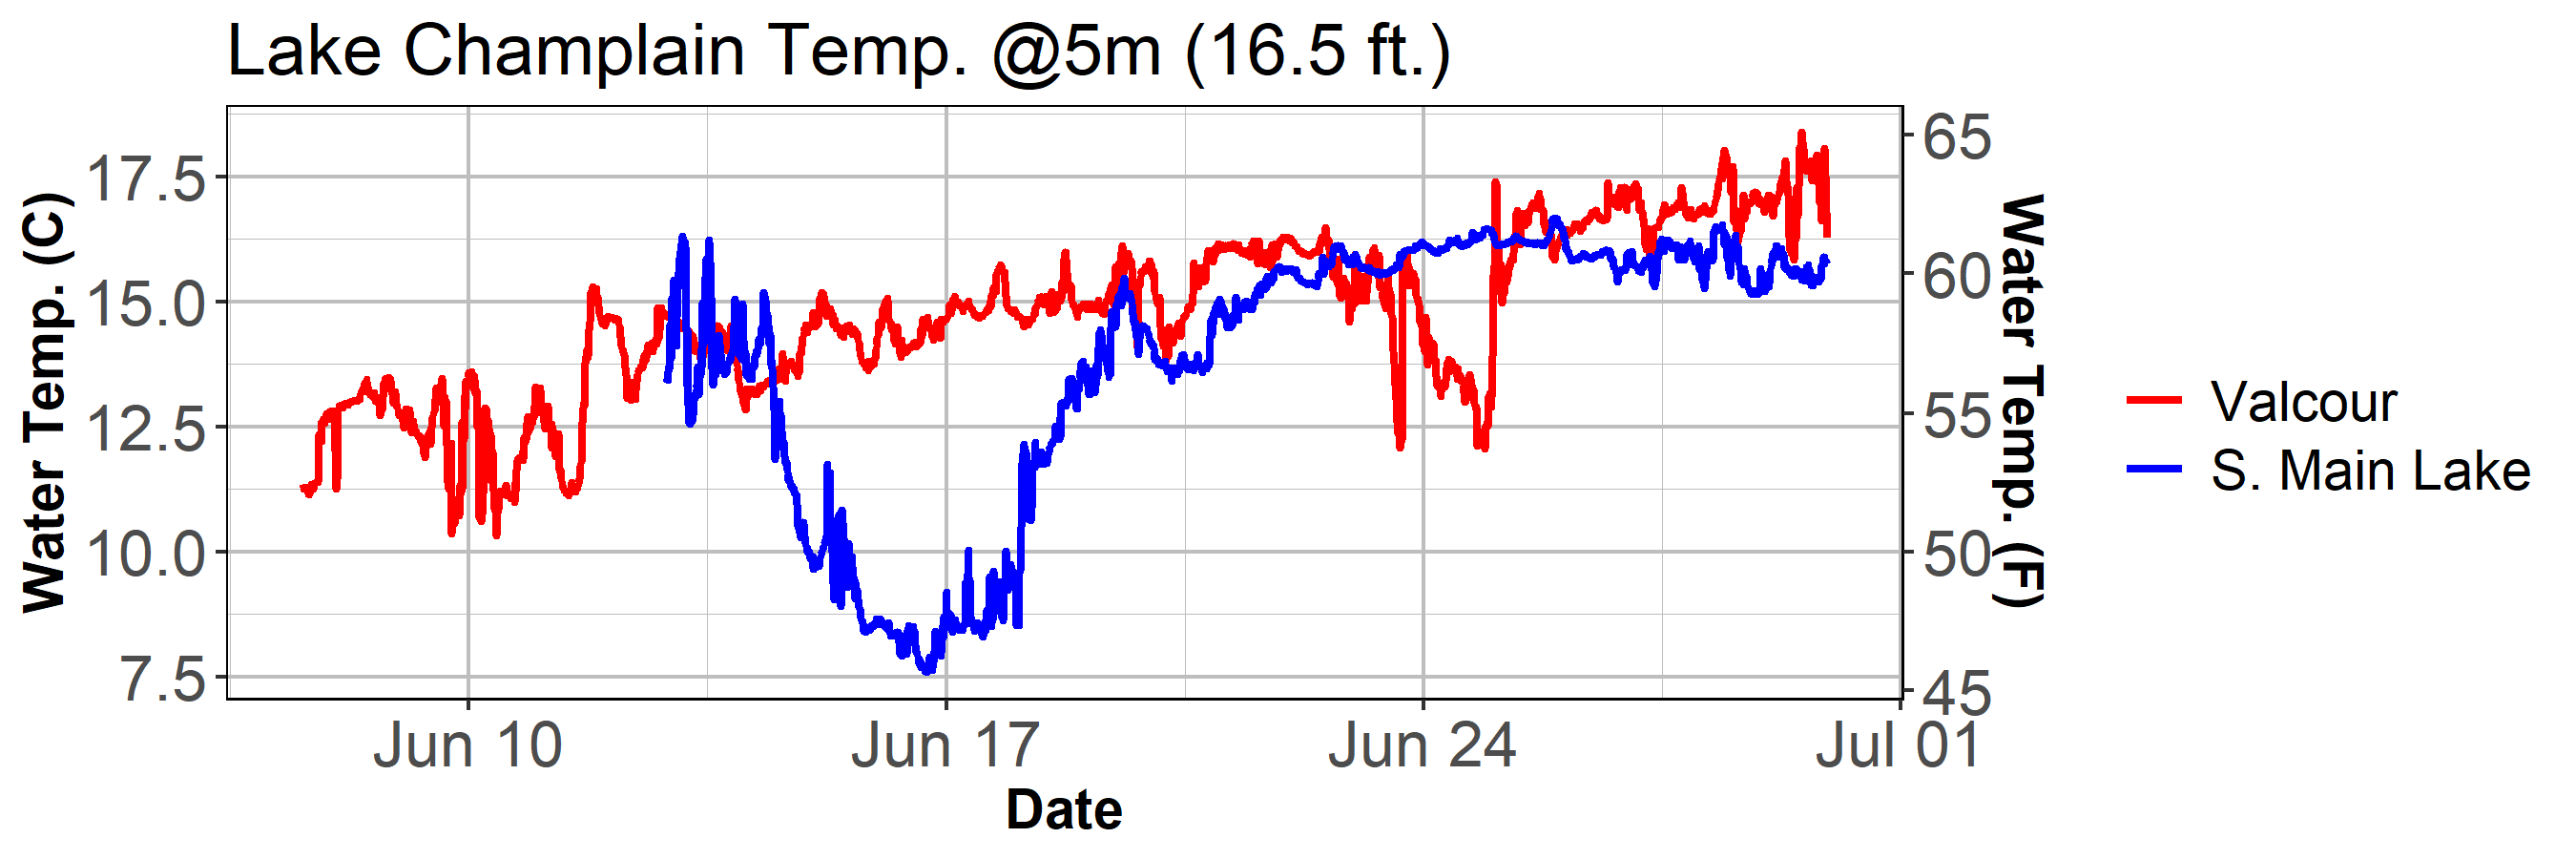 Lake Champlain Temp. @5m (16.5 ft.)
Water Temp. (C)
17.5
15.0
12.5
10.0
7.5
65
60
55
50
45
Water Temp. (F)
Jun 10
Jun 17
Jun 24
Jul 01
Date
Valcour
S. Main Lake